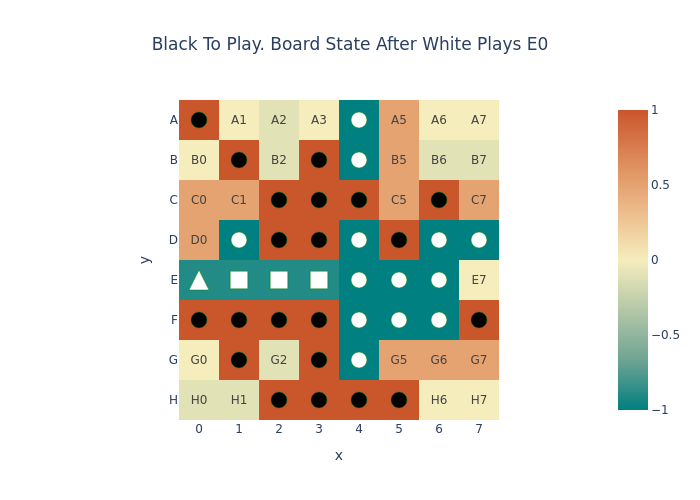 Black To Play. Board State After White Plays E0
A A1 A2 A3 A5 A6 A7
B B0 B2 B5 B6 B7
C C0 C1 C5 C7
D D0
E E7
F
G G0 G2 G5 G6 G7
H H0 H1 H6 H7
0 1 2 3 4 5 6 7
x
y
1
0.5
0
−0.5
−1